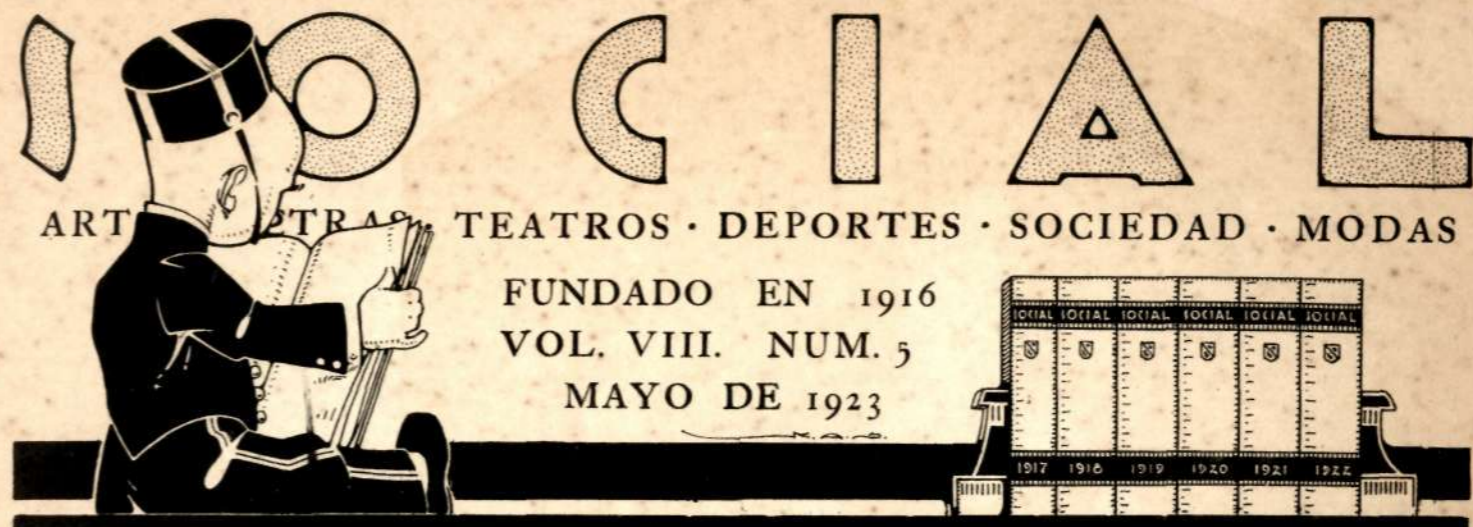 SOCIAL
ART ETRAS · TEATROS · DEPORTES · SOCIEDAD · MODAS
FUNDADO EN 1916
VOL. VIII. NUM. 5
MAYO DE 1923
SOCIAL SOCIAL SOCIAL SOCIAL SOCIAL SOCIAL
1917 1918 1919 1920 1921 1922